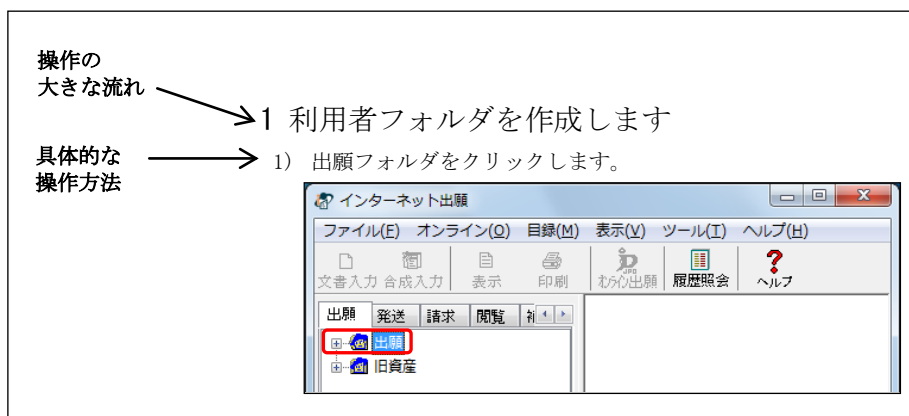 操作の
大きな流れ
1 利用者フォルダを作成します
具体的な
操作方法
1) 出願フォルダをクリックします。
インターネット出願
ファイル(F) オンライン(O) 目録(M) 表示(V) ツール(T) ヘルプ(H)
文書入力 合成入力 表示 印刷 オンライン出願 履歴照会 ヘルプ
出願 発送 請求 閲覧
出願
旧資産